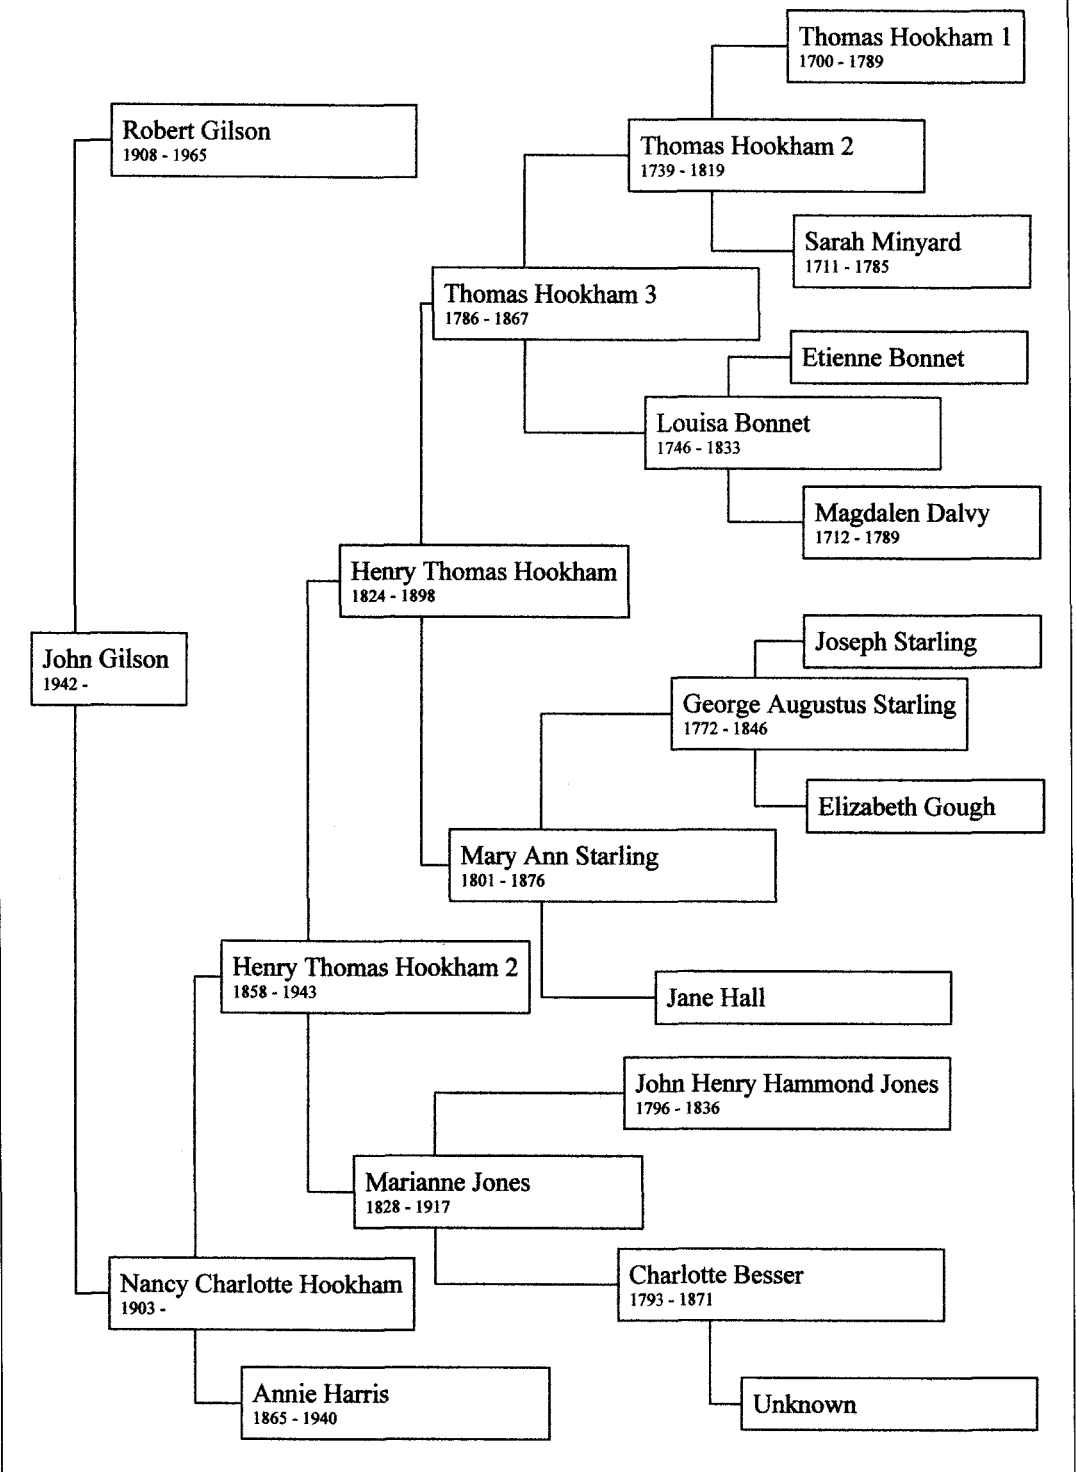 Thomas Hookham 1
1700 - 1789
Robert Gilson
1908 - 1965
Thomas Hookham 2
1739 - 1819
Sarah Minyard
1711 - 1785
Thomas Hookham 3
1786 - 1867
Etienne Bonnet
Louisa Bonnet
1746 - 1833
Magdalen Dalvy
1712 - 1789
Henry Thomas Hookham
1824 - 1898
Joseph Starling
John Gilson
1942 -
George Augustus Starling
1772 - 1846
Elizabeth Gough
Mary Ann Starling
1801 - 1876
Henry Thomas Hookham 2
1858 - 1943
Jane Hall
John Henry Hammond Jones
1796 - 1836
Marianne Jones
1828 - 1917
Charlotte Besser
1793 - 1871
Nancy Charlotte Hookham
1903 -
Annie Harris
1865 - 1940
Unknown